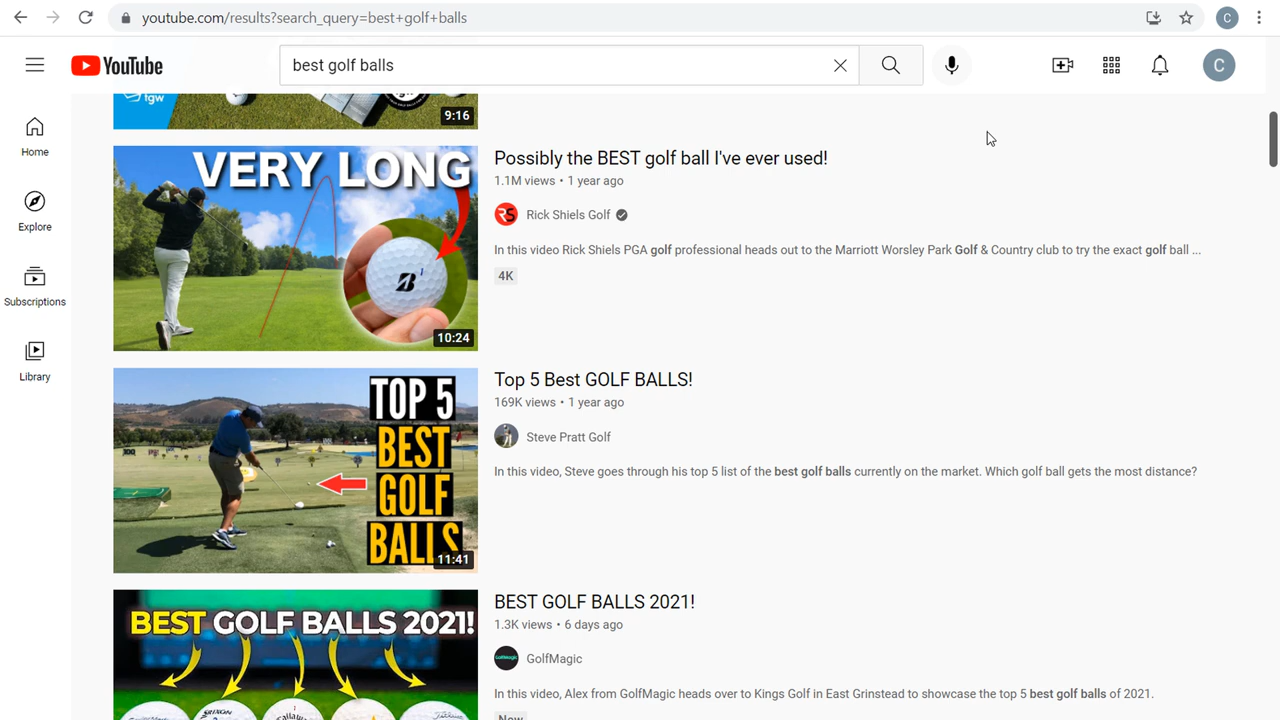 youtube.com/results?search_query=best+golf+balls
C
YouTube
best golf balls
C
tgw
9:16
Home
Explore
Subscriptions
Library
VERY LONG
10:24
Possibly the BEST golf ball I've ever used!
1.1M views • 1 year ago
RS Rick Shiels Golf
In this video Rick Shiels PGA golf professional heads out to the Marriott Worsley Park Golf & Country club to try the exact golf ball ...
4K
TOP 5
BEST
GOLF
BALLS
11:41
Top 5 Best GOLF BALLS!
169K views • 1 year ago
Steve Pratt Golf
In this video, Steve goes through his top 5 list of the best golf balls currently on the market. Which golf ball gets the most distance?
BEST GOLF BALLS 2021!
SRIXON
Callaway
Titleist
BEST GOLF BALLS 2021!
1.3K views • 6 days ago
GolfMagic
In this video, Alex from GolfMagic heads over to Kings Golf in East Grinstead to showcase the top 5 best golf balls of 2021.
New